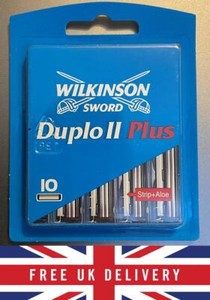 WILKINSON
SWORD
Duplo II Plus
10
Strip+Aloe
FREE UK DELIVERY